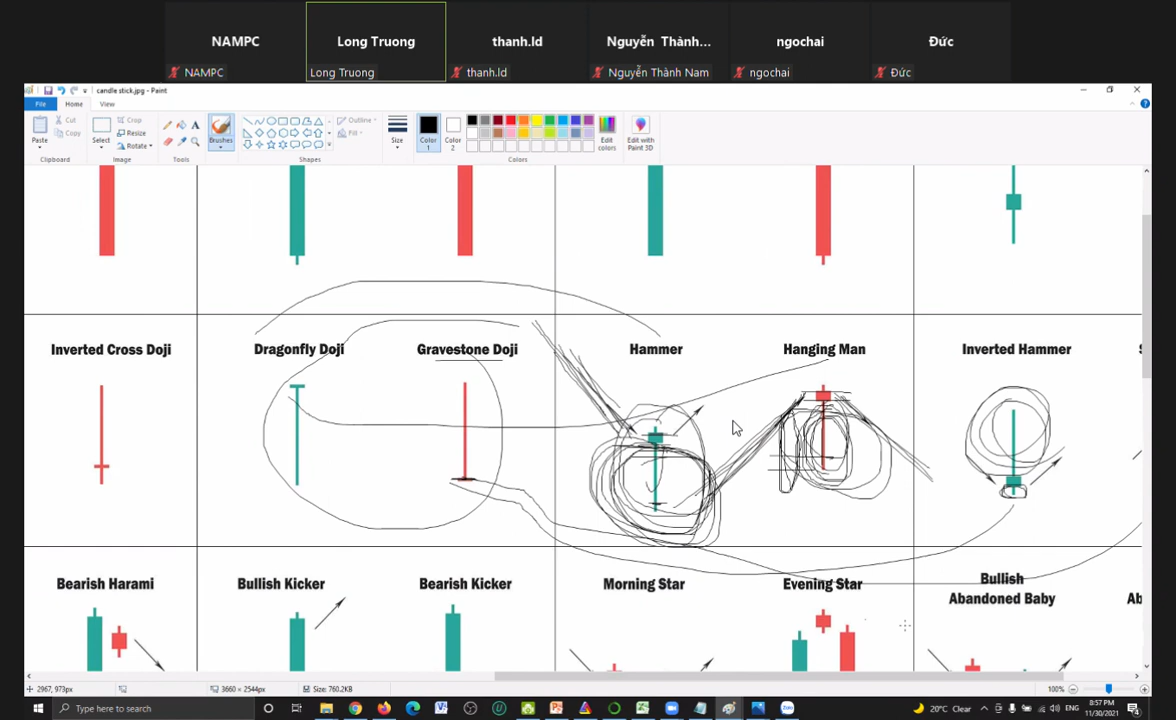 NAMPC
Long Truong
thanh.ld
Nguyễn Thành...
ngochai
Đức
NAMPC
Long Truong
thanh.ld
Nguyễn Thành Nam
ngochai
Đức
candle stick.jpg - Paint
File
Home
View
Paste
Cut
Copy
Select
Crop
Resize
Rotate
A
Brushes
Outline
Fill
Size
Color 1
Color 2
Edit colors
Edit with Paint 3D
Clipboard
Image
Tools
Shapes
Colors
Inverted Cross Doji
Dragonfly Doji
Gravestone Doji
Hammer
Hanging Man
Inverted Hammer
Bearish Harami
Bullish Kicker
Bearish Kicker
Morning Star
Evening Star
Bullish
Abandoned Baby
Ab
2967, 973px
3660 × 2544px
Size: 760.2KB
100%
Type here to search
20°C Clear
ENG
8:57 PM
11/30/2021